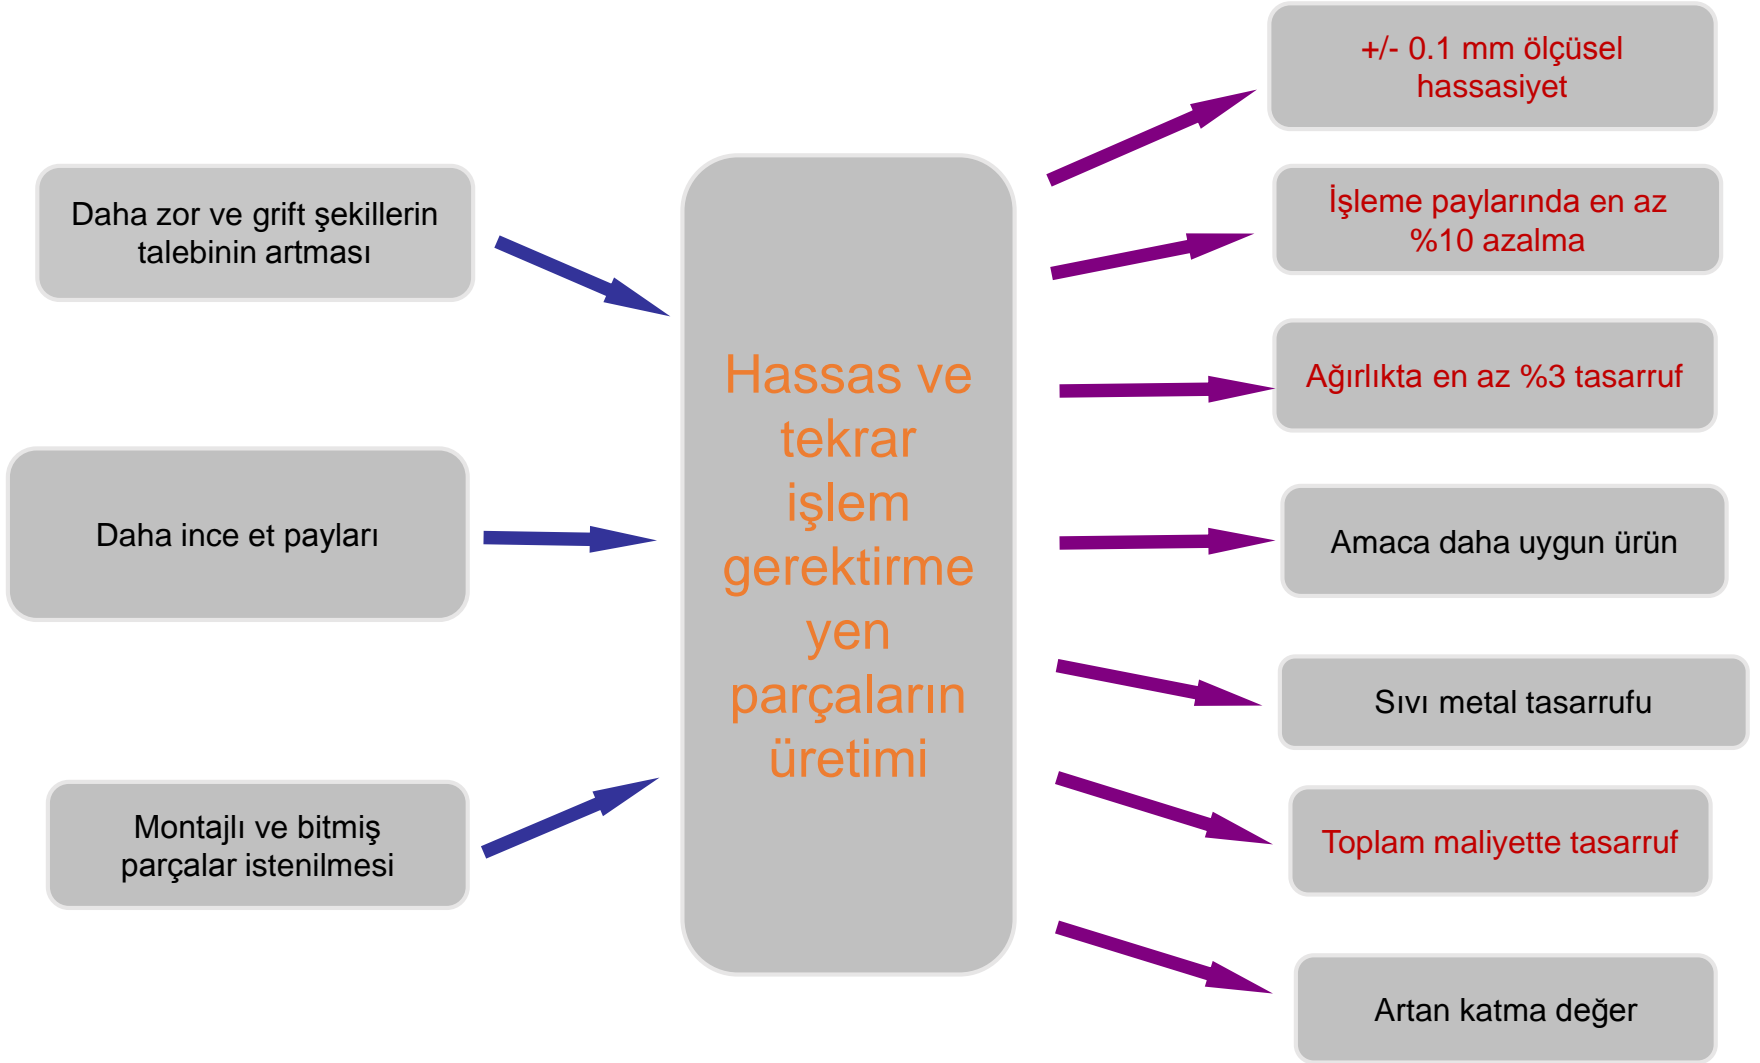 Daha zor ve grift şekillerin
talebinin artması
Daha ince et payları
Montajlı ve bitmiş
parçalar istenilmesi
Hassas ve
tekrar
işlem
gerektirme
yen
parçaların
üretimi
+/- 0.1 mm ölçüsel
hassasiyet
İşleme paylarında en az
%10 azalma
Ağırlıkta en az %3 tasarruf
Amaca daha uygun ürün
Sıvı metal tasarrufu
Toplam maliyette tasarruf
Artan katma değer